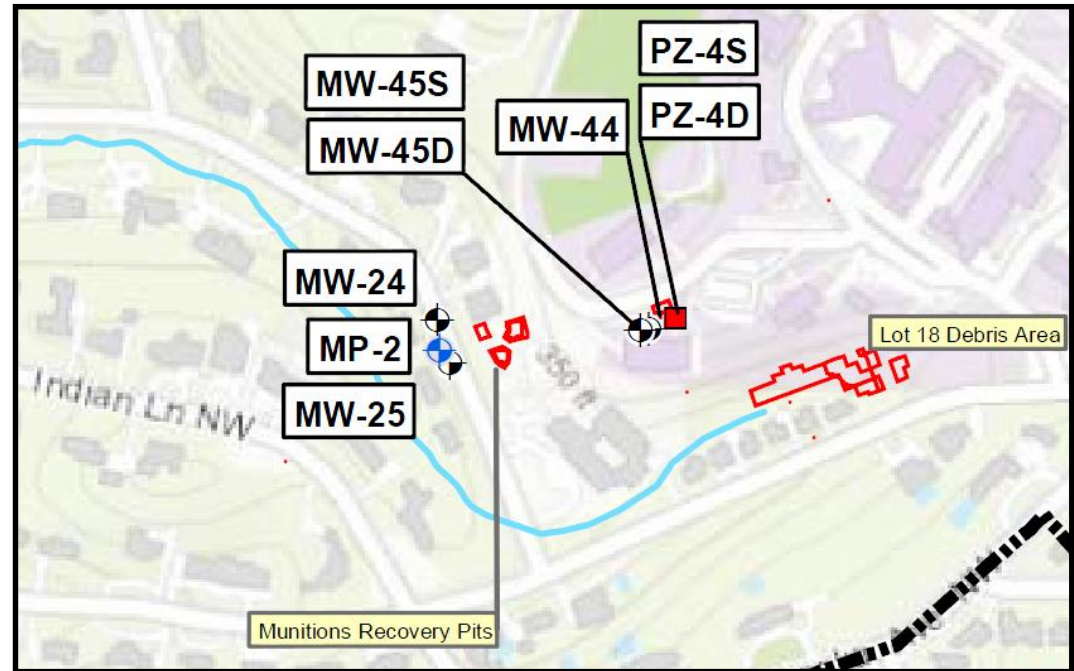 PZ-4S
MW-45S
MW-44
PZ-4D
MW-45D
MW-24
MP-2
MW-25
Indian Ln NW
350 ft
Lot 18 Debris Area
Munitions Recovery Pits